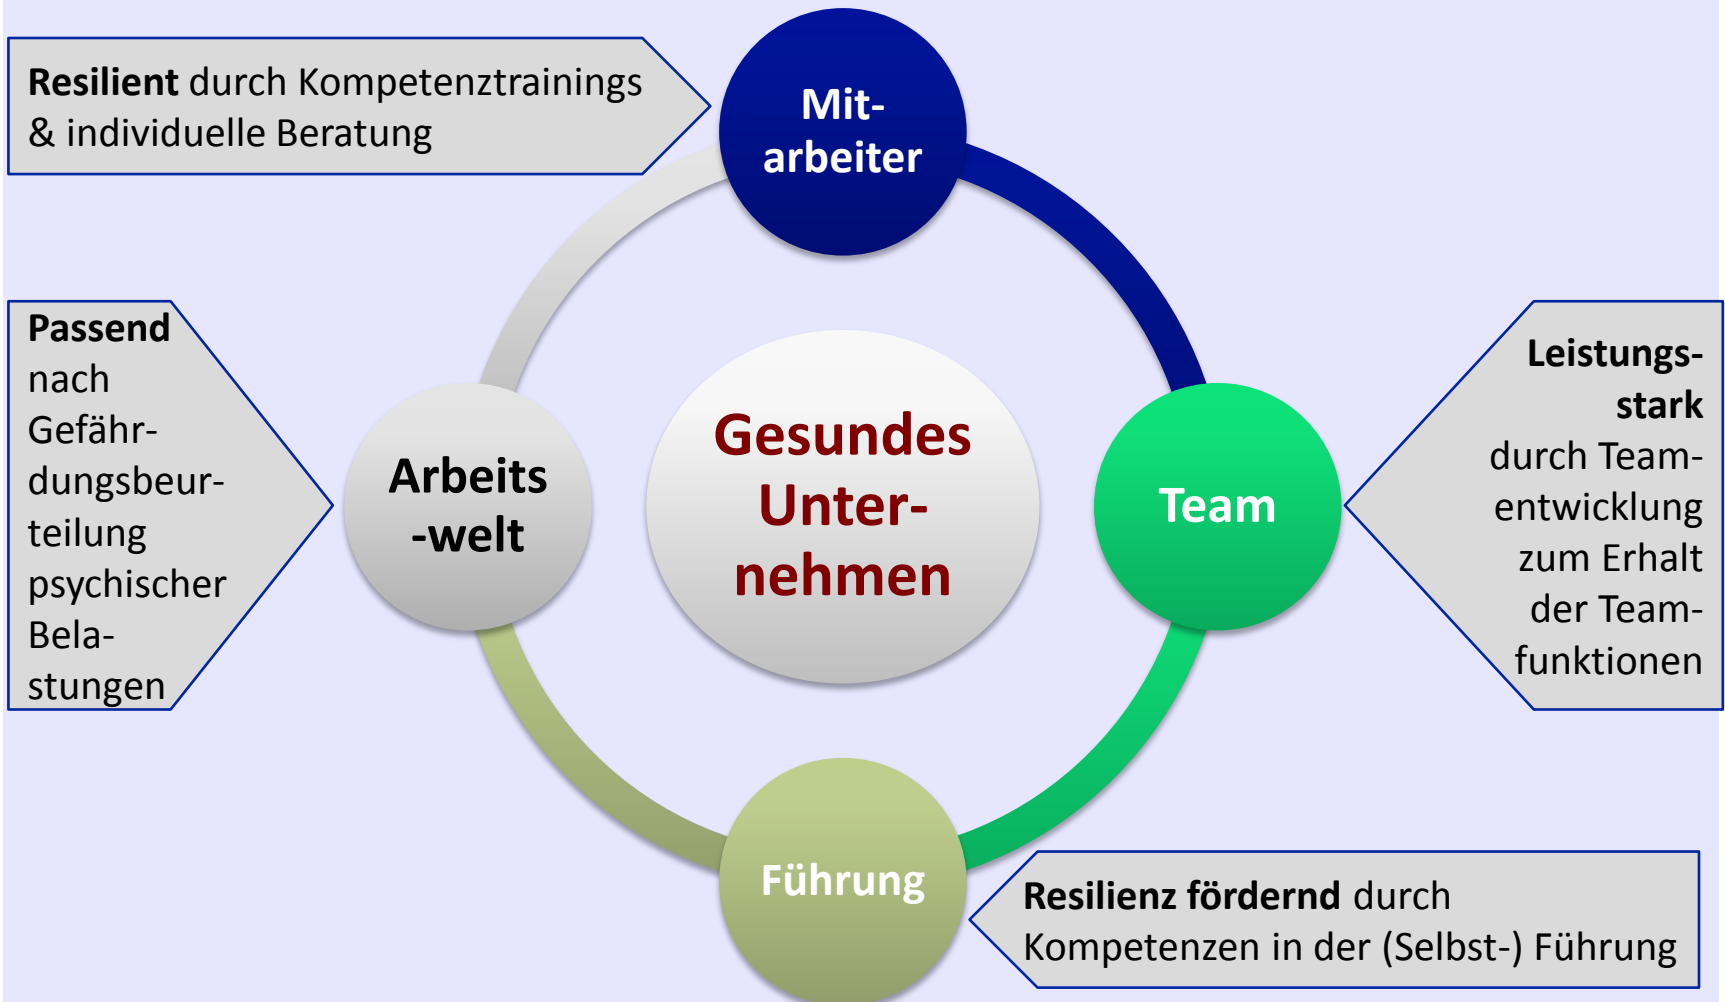 Resilient durch Kompetenztrainings
& individuelle Beratung
Mit-
arbeiter
Passend
nach
Gefähr-
dungsbeur-
teilung
psychischer
Bela-
stungen
Arbeits
-welt
Gesundes
Unter-
nehmen
Team
Leistungs-
stark
durch Team-
entwicklung
zum Erhalt
der Team-
funktionen
Führung
Resilienz fördernd durch
Kompetenzen in der (Selbst-) Führung